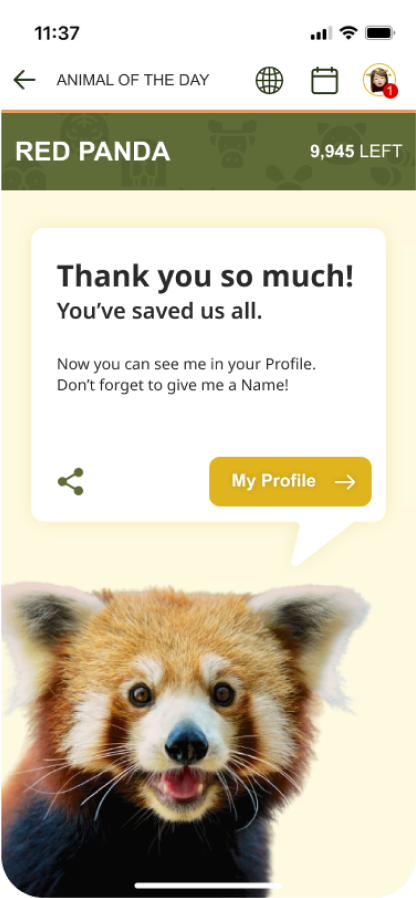 11:37
ANIMAL OF THE DAY
1
RED PANDA
9,945 LEFT
Thank you so much!
You’ve saved us all.
Now you can see me in your Profile.
Don’t forget to give me a Name!
My Profile